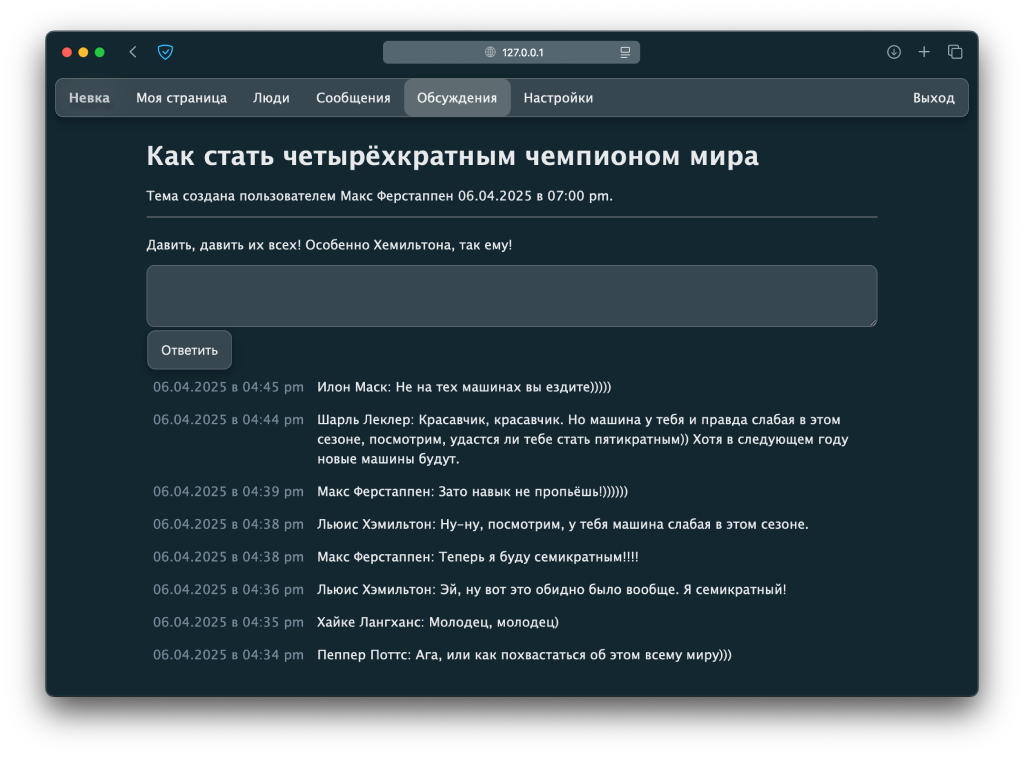 127.0.0.1
Невка Моя страница Люди Сообщения Обсуждения Настройки Выход
Как стать четырёхкратным чемпионом мира
Тема создана пользователем Макс Ферстаппен 06.04.2025 в 07:00 pm.
Давить, давить их всех! Особенно Хемильтона, так ему!
Ответить
06.04.2025 в 04:45 pm Илон Маск: Не на тех машинах вы ездите)))))
06.04.2025 в 04:44 pm Шарль Леклер: Красавчик, красавчик. Но машина у тебя и правда слабая в этом
сезоне, посмотрим, удастся ли тебе стать пятикратным)) Хотя в следующем году
новые машины будут.
06.04.2025 в 04:39 pm Макс Ферстаппен: Зато навык не пропьёшь!))))))
06.04.2025 в 04:38 pm Льюис Хэмильтон: Ну-ну, посмотрим, у тебя машина слабая в этом сезоне.
06.04.2025 в 04:38 pm Макс Ферстаппен: Теперь я буду семикратным!!!!
06.04.2025 в 04:36 pm Льюис Хэмильтон: Эй, ну вот это обидно было вообще. Я семикратный!
06.04.2025 в 04:35 pm Хайке Лангханс: Молодец, молодец)
06.04.2025 в 04:34 pm Пеппер Поттс: Ага, или как похвастаться об этом всему миру)))